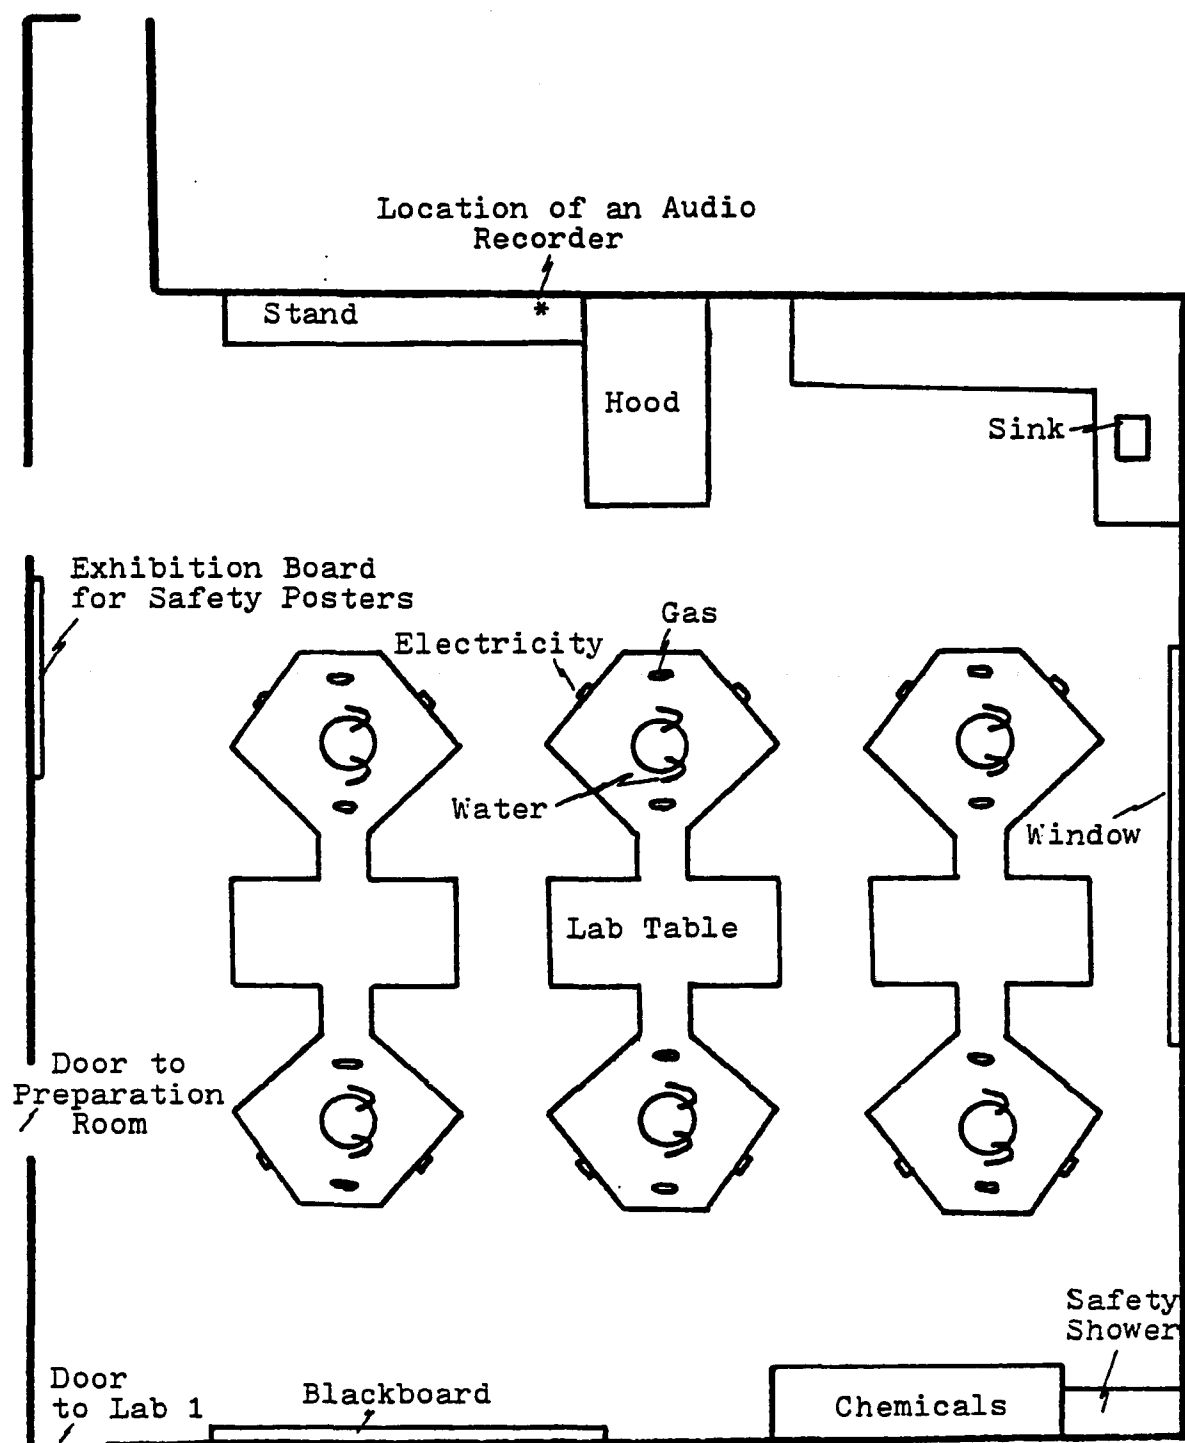 Location of an Audio
Recorder
Stand
*
Hood
Sink
Exhibition Board
for Safety Posters
Gas
Electricity
Water
Window
Lab Table
Door to
Preparation
Room
Safety
Shower
Door
to Lab 1
Blackboard
Chemicals